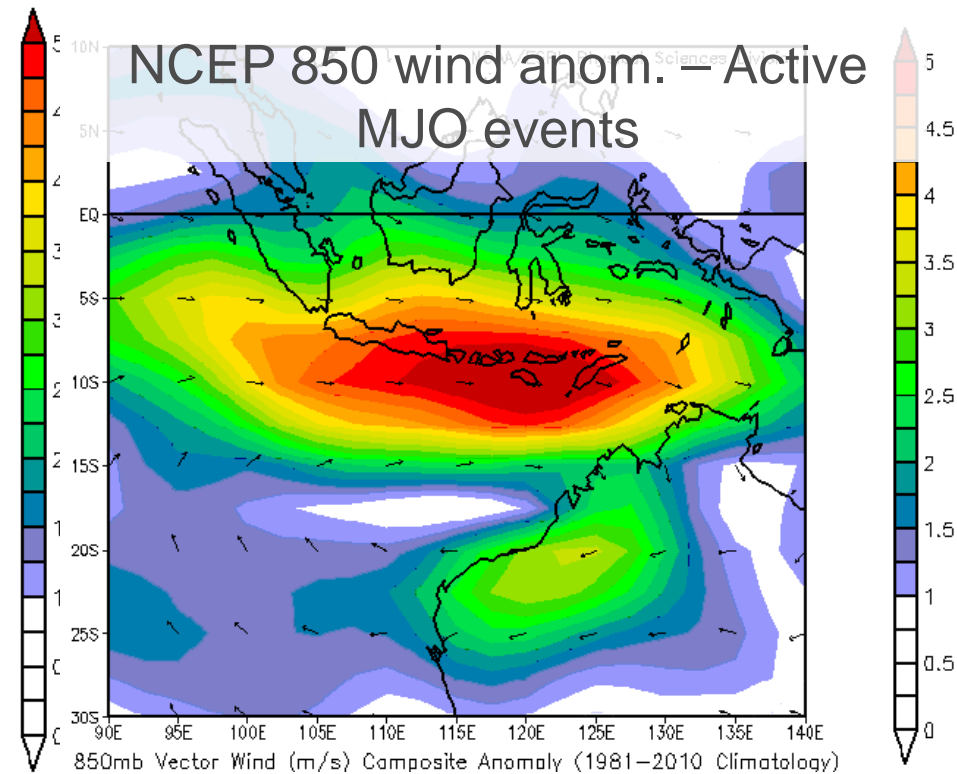 NCEP 850 wind anom. – Active
MJO events
10N
5N
EQ
5S
10S
15S
20S
25S
30S
90E 95E 100E 105E 110E 115E 120E 125E 130E 135E 140E
850mb Vector Wind (m/s) Composite Anomaly (1981–2010 Climatology)
5
4.5
4
3.5
3
2.5
2
1.5
1
0.5
0